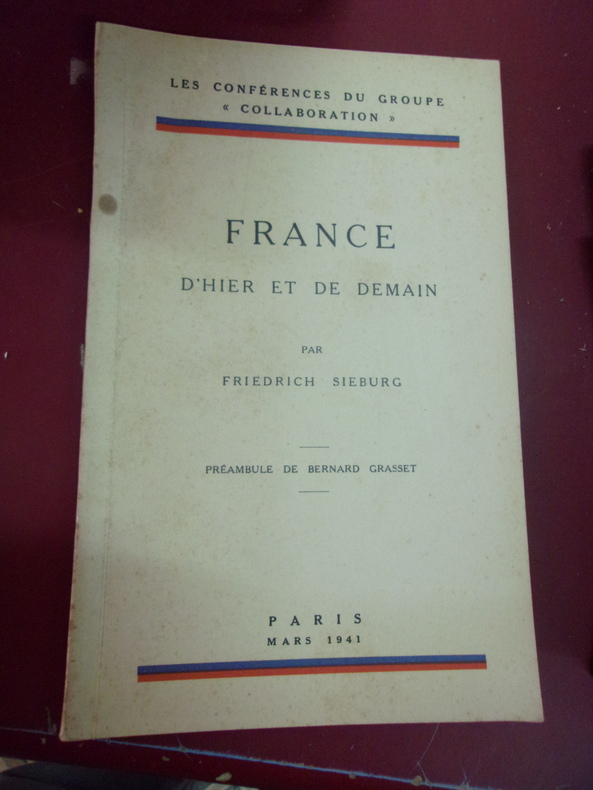 LES CONFÉRENCES DU GROUPE
« COLLABORATION »
FRANCE
D'HIER ET DE DEMAIN
PAR
FRIEDRICH SIEBURG
PRÉAMBULE DE BERNARD GRASSET
PARIS
MARS 1941